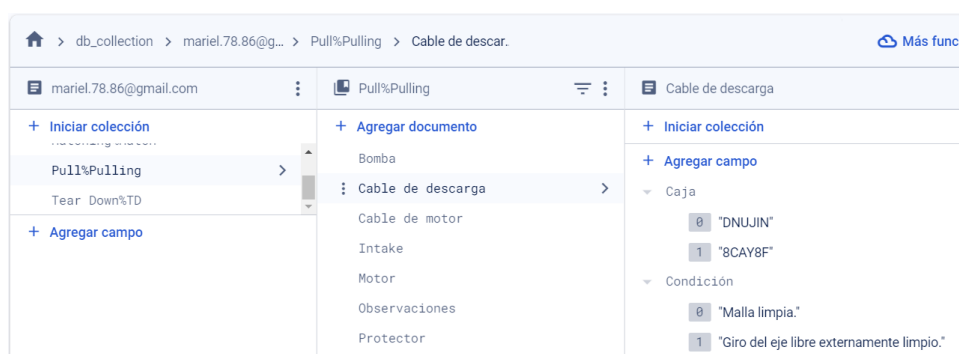 db_collection > mariel.78.86@g... > Pull%Pulling > Cable de descar..
Más func
mariel.78.86@gmail.com
Pull%Pulling
Cable de descarga
+ Iniciar colección
+ Agregar documento
+ Iniciar colección
Pull%Pulling
Tear Down%TD
+ Agregar campo
Bomba
Cable de descarga
Cable de motor
Intake
Motor
Observaciones
Protector
+ Agregar campo
Caja
0 "DNUJIN"
1 "8CAY8F"
Condición
0 "Malla limpia."
1 "Giro del eje libre externamente limpio."